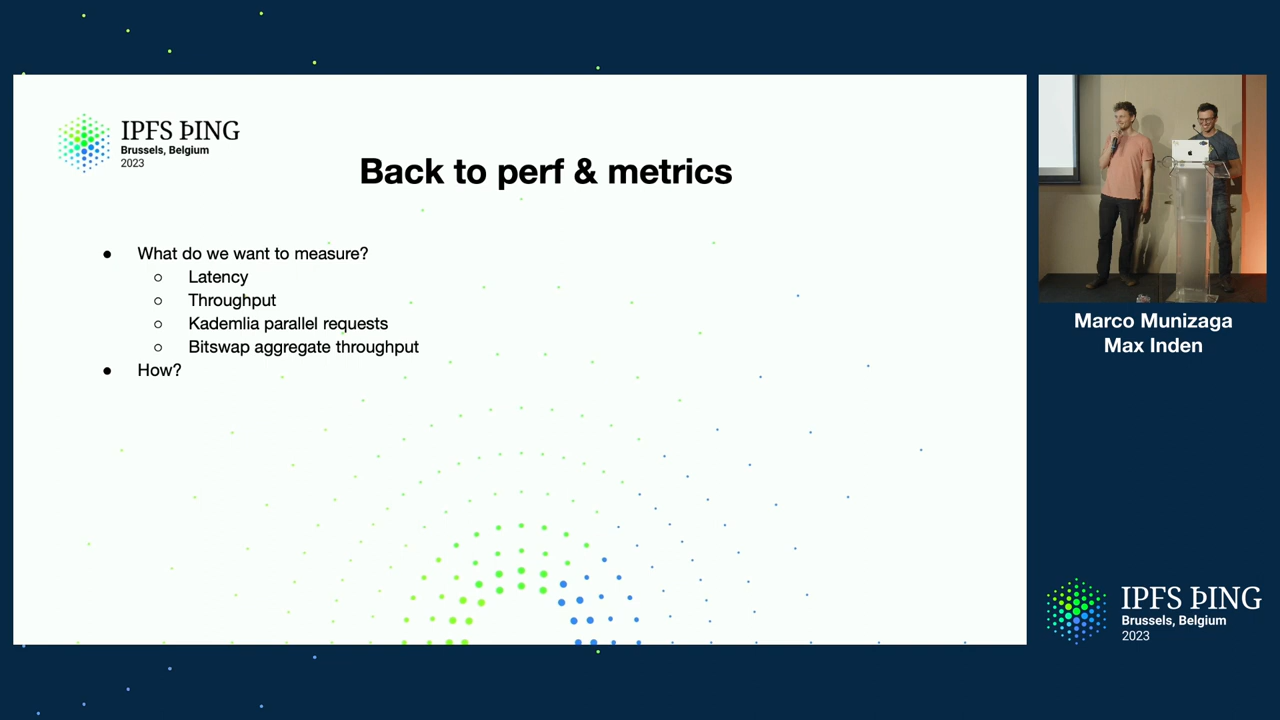 IPFS ÞING
Brussels, Belgium
2023
Back to perf & metrics
● What do we want to measure?
○ Latency
○ Throughput
○ Kademlia parallel requests
○ Bitswap aggregate throughput
● How?
Marco Munizaga
Max Inden
IPFS ÞING
Brussels, Belgium
2023